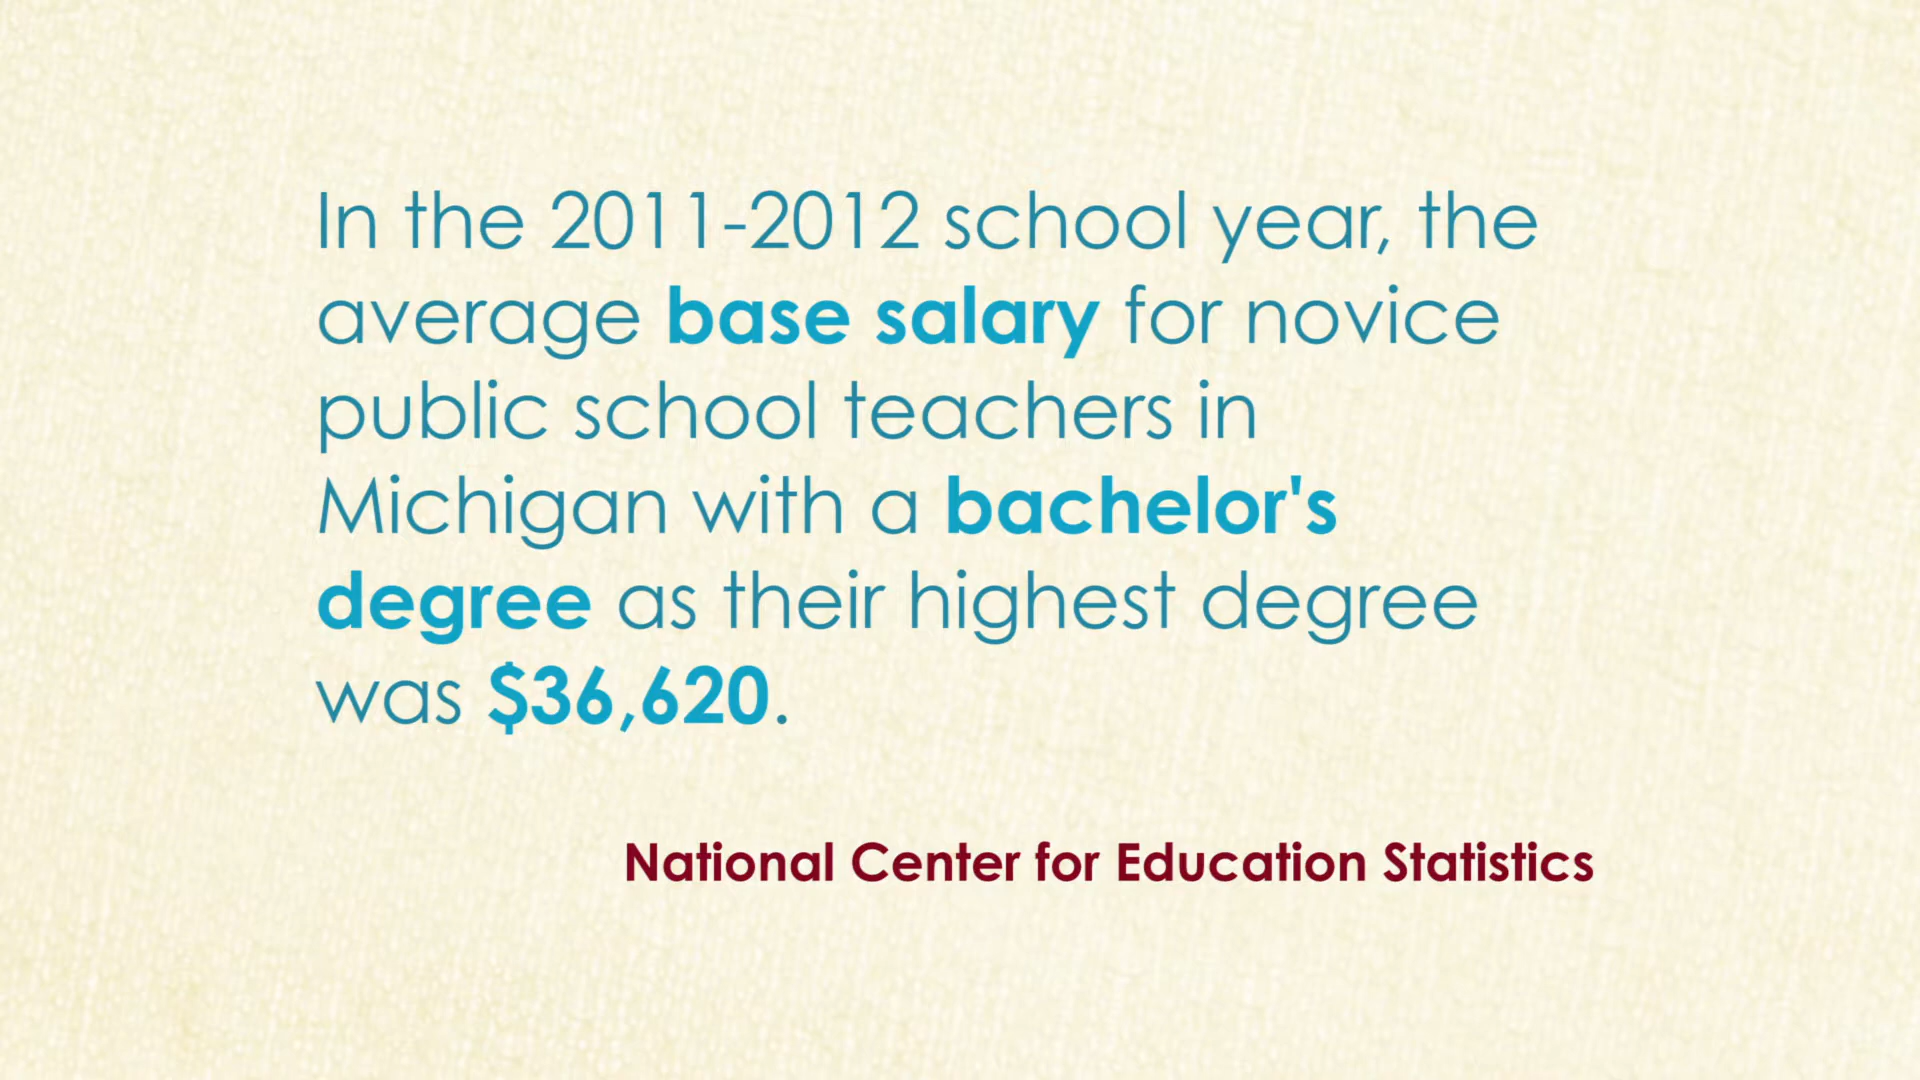 In the 2011-2012 school year, the
average base salary for novice
public school teachers in
Michigan with a bachelor's
degree as their highest degree
was $36,620.
National Center for Education Statistics